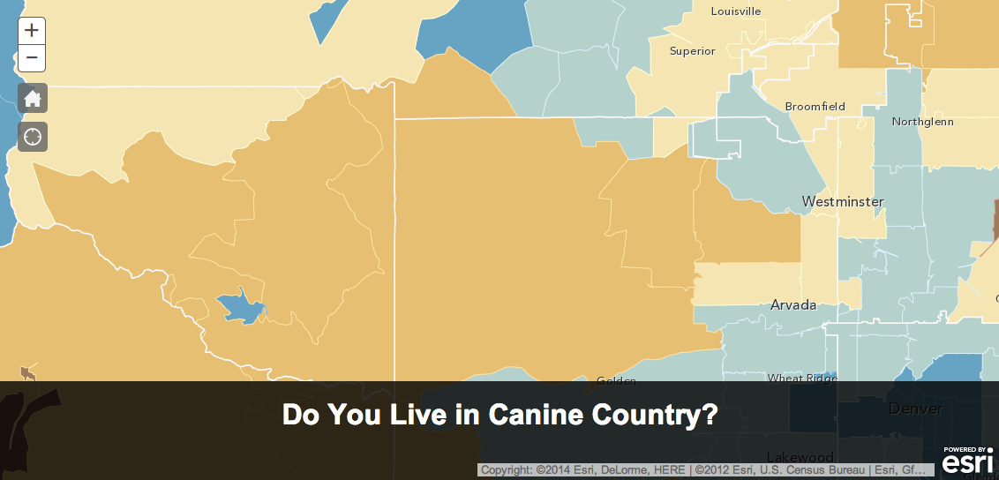 Louisville
+
Superior
−
Broomfield
Northglenn
Westminster
Arvada
Golden
Wheat Ridge
Denver
Do You Live in Canine Country?
Lakewood
POWERED BY
esri
Copyright: ©2014 Esri, DeLorme, HERE | ©2012 Esri, U.S. Census Bureau | Esri, Gf...